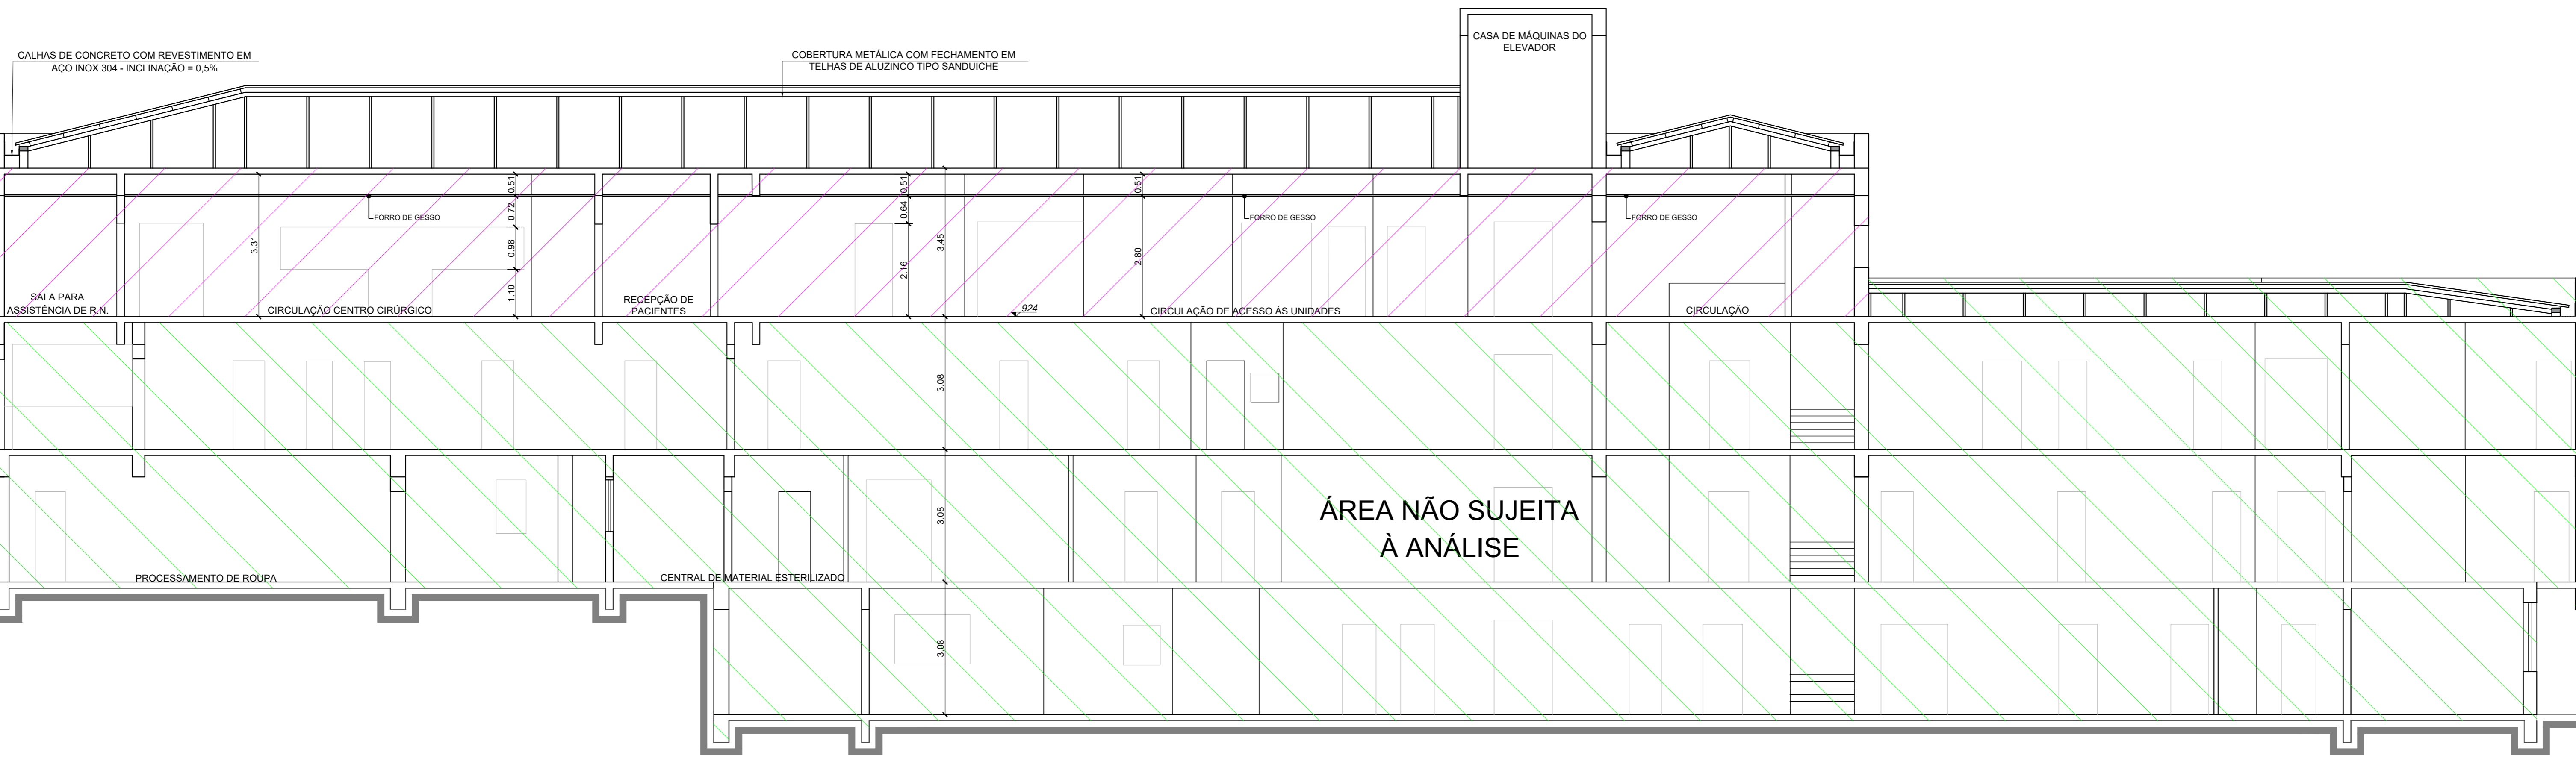 CASA DE MÁQUINAS DO
ELEVADOR
CALHAS DE CONCRETO COM REVESTIMENTO EM
AÇO INOX 304 - INCLINAÇÃO = 0,5%
COBERTURA METÁLICA COM FECHAMENTO EM
TELHAS DE ALUZINCO TIPO SANDUICHE
0.51
0.51
0.51
0.72
0.64
FORRO DE GESSO
FORRO DE GESSO
FORRO DE GESSO
3.31
0.98
3.45
2.80
2.16
1.10
SALA PARA
ASSISTÊNCIA DE R.N.
CIRCULAÇÃO CENTRO CIRÚRGICO
RECEPÇÃO DE
PACIENTES
924
CIRCULAÇÃO DE ACESSO ÁS UNIDADES
CIRCULAÇÃO
3.08
3.08
ÁREA NÃO SUJEITA
À ANÁLISE
PROCESSAMENTO DE ROUPA
CENTRAL DE MATERIAL ESTERILIZADO
3.08